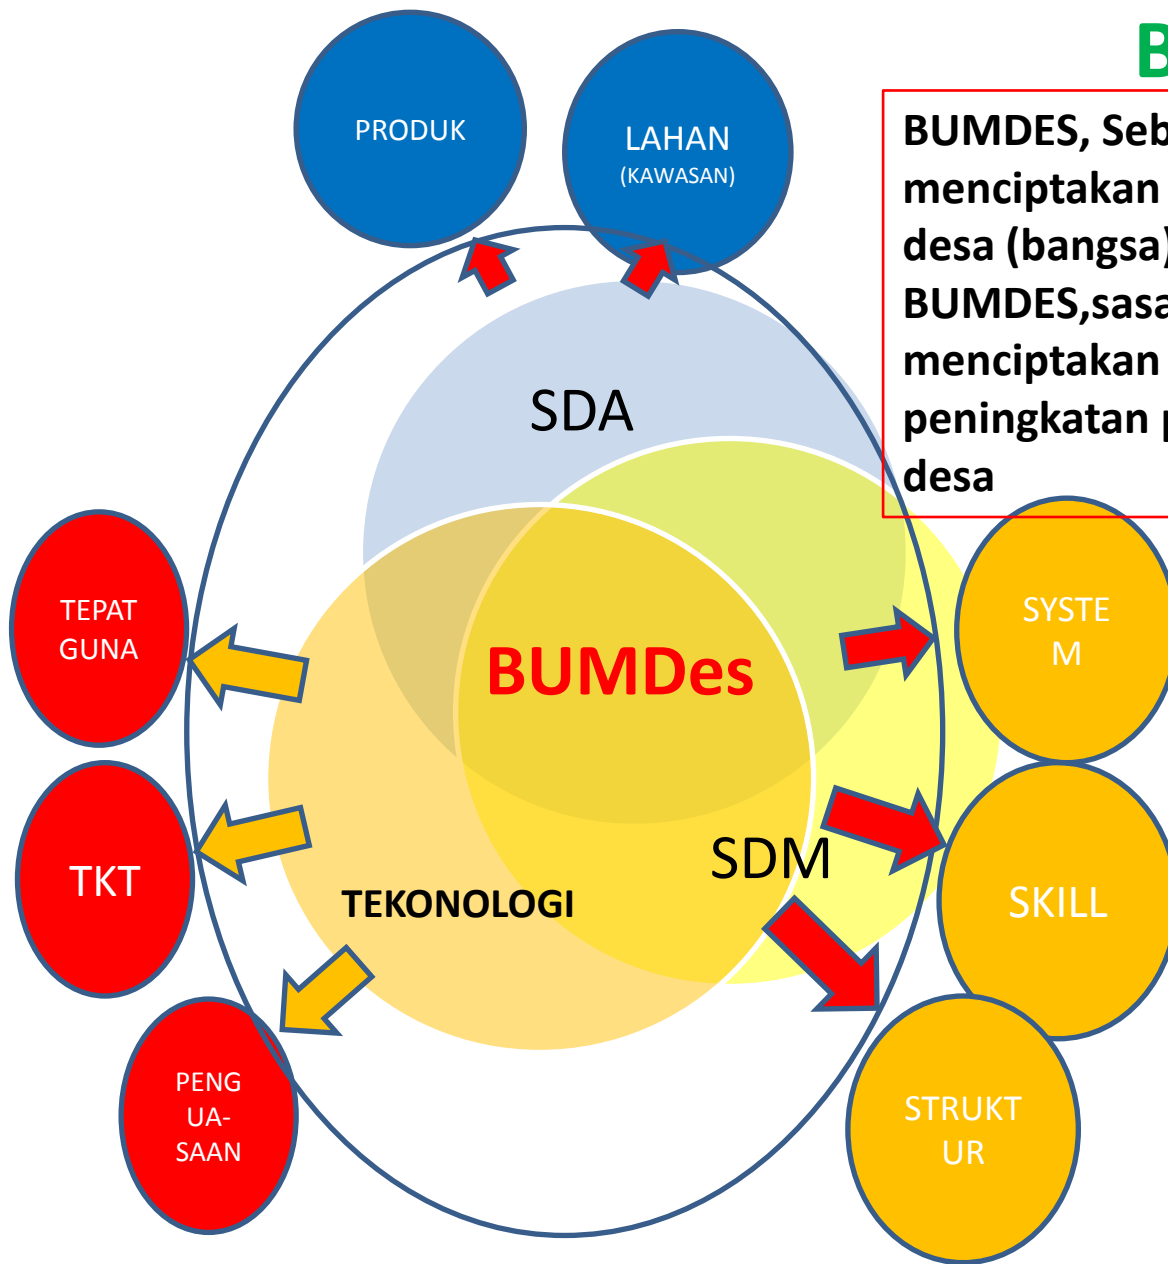 B
PRODUK
LAHAN
(KAWASAN)
BUMDES, Seb
menciptakan
desa (bangsa)
BUMDES,sasa
menciptakan
peningkatan p
desa
SDA
TEPAT
GUNA
SYSTE
M
BUMDes
TKT
SDM
TEKONOLOGI
SKILL
PENG
UA-
SAAN
STRUKT
UR